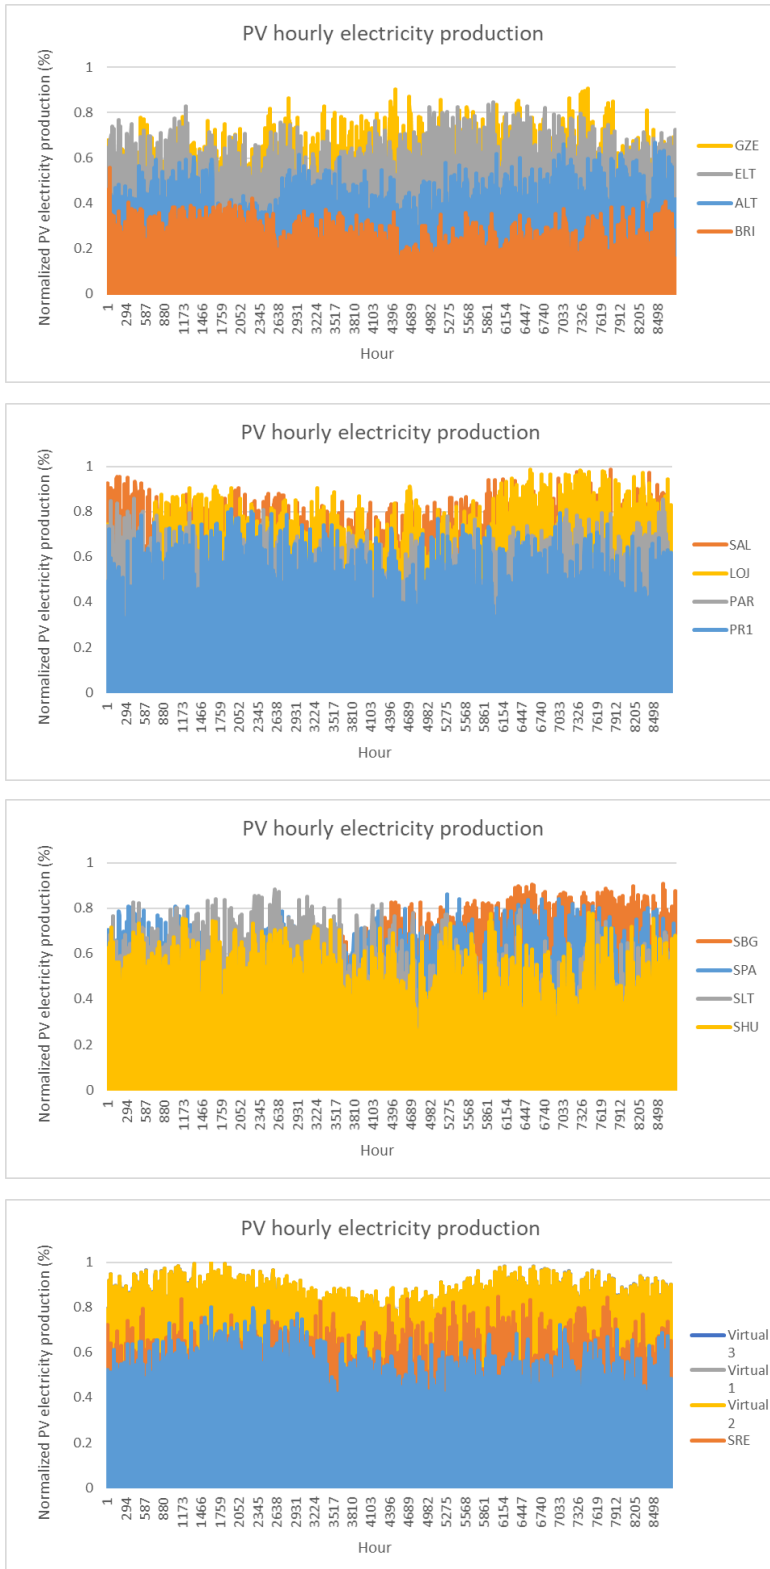 PV hourly electricity production
Normalized PV electricity production (%)
1
0.8
0.6
0.4
0.2
0
1 294 587 880 1173 1466 1759 2052 2345 2638 2931 3224 3517 3810 4103 4396 4689 4982 5275 5568 5861 6154 6447 6740 7033 7326 7619 7912 8205 8498
Hour
GZE
ELT
ALT
BRI
PV hourly electricity production
Normalized PV electricity production (%)
1
0.8
0.6
0.4
0.2
0
1 294 587 880 1173 1466 1759 2052 2345 2638 2931 3224 3517 3810 4103 4396 4689 4982 5275 5568 5861 6154 6447 6740 7033 7326 7619 7912 8205 8498
Hour
SAL
LOJ
PAR
PR1
PV hourly electricity production
Normalized PV electricity production (%)
1
0.8
0.6
0.4
0.2
0
1 294 587 880 1173 1466 1759 2052 2345 2638 2931 3224 3517 3810 4103 4396 4689 4982 5275 5568 5861 6154 6447 6740 7033 7326 7619 7912 8205 8498
Hour
SBG
SPA
SLT
SHU
PV hourly electricity production
Normalized PV electricity production (%)
1
0.8
0.6
0.4
0.2
0
1 294 587 880 1173 1466 1759 2052 2345 2638 2931 3224 3517 3810 4103 4396 4689 4982 5275 5568 5861 6154 6447 6740 7033 7326 7619 7912 8205 8498
Hour
Virtual
3
Virtual
1
Virtual
2
SRE